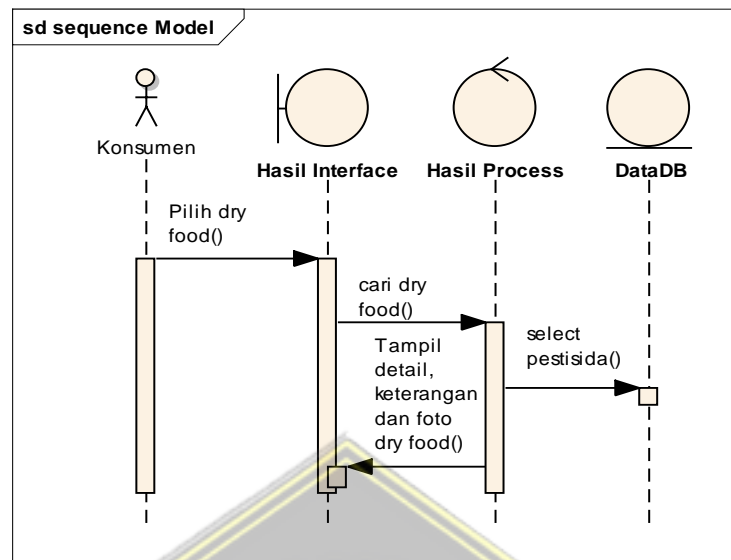 sd sequence Model
Konsumen
Hasil Interface
Hasil Process
DataDB
Pilih dry
food()
cari dry
food()
select
pestisida()
Tampil
detail,
keterangan
dan foto
dry food()